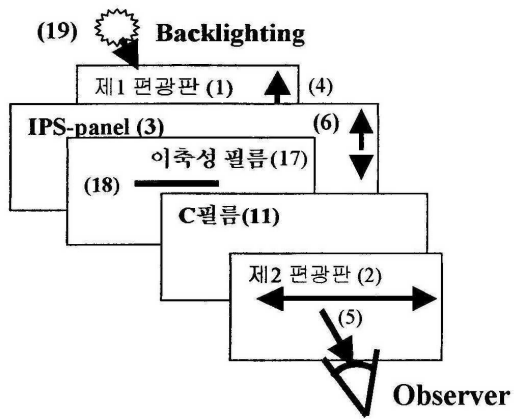 (19) Backlighting
제1 편광판 (1) (4)
IPS-panel (3) (6)
이축성 필름(17)
(18)
C필름(11)
제2 편광판 (2)
(5)
Observer